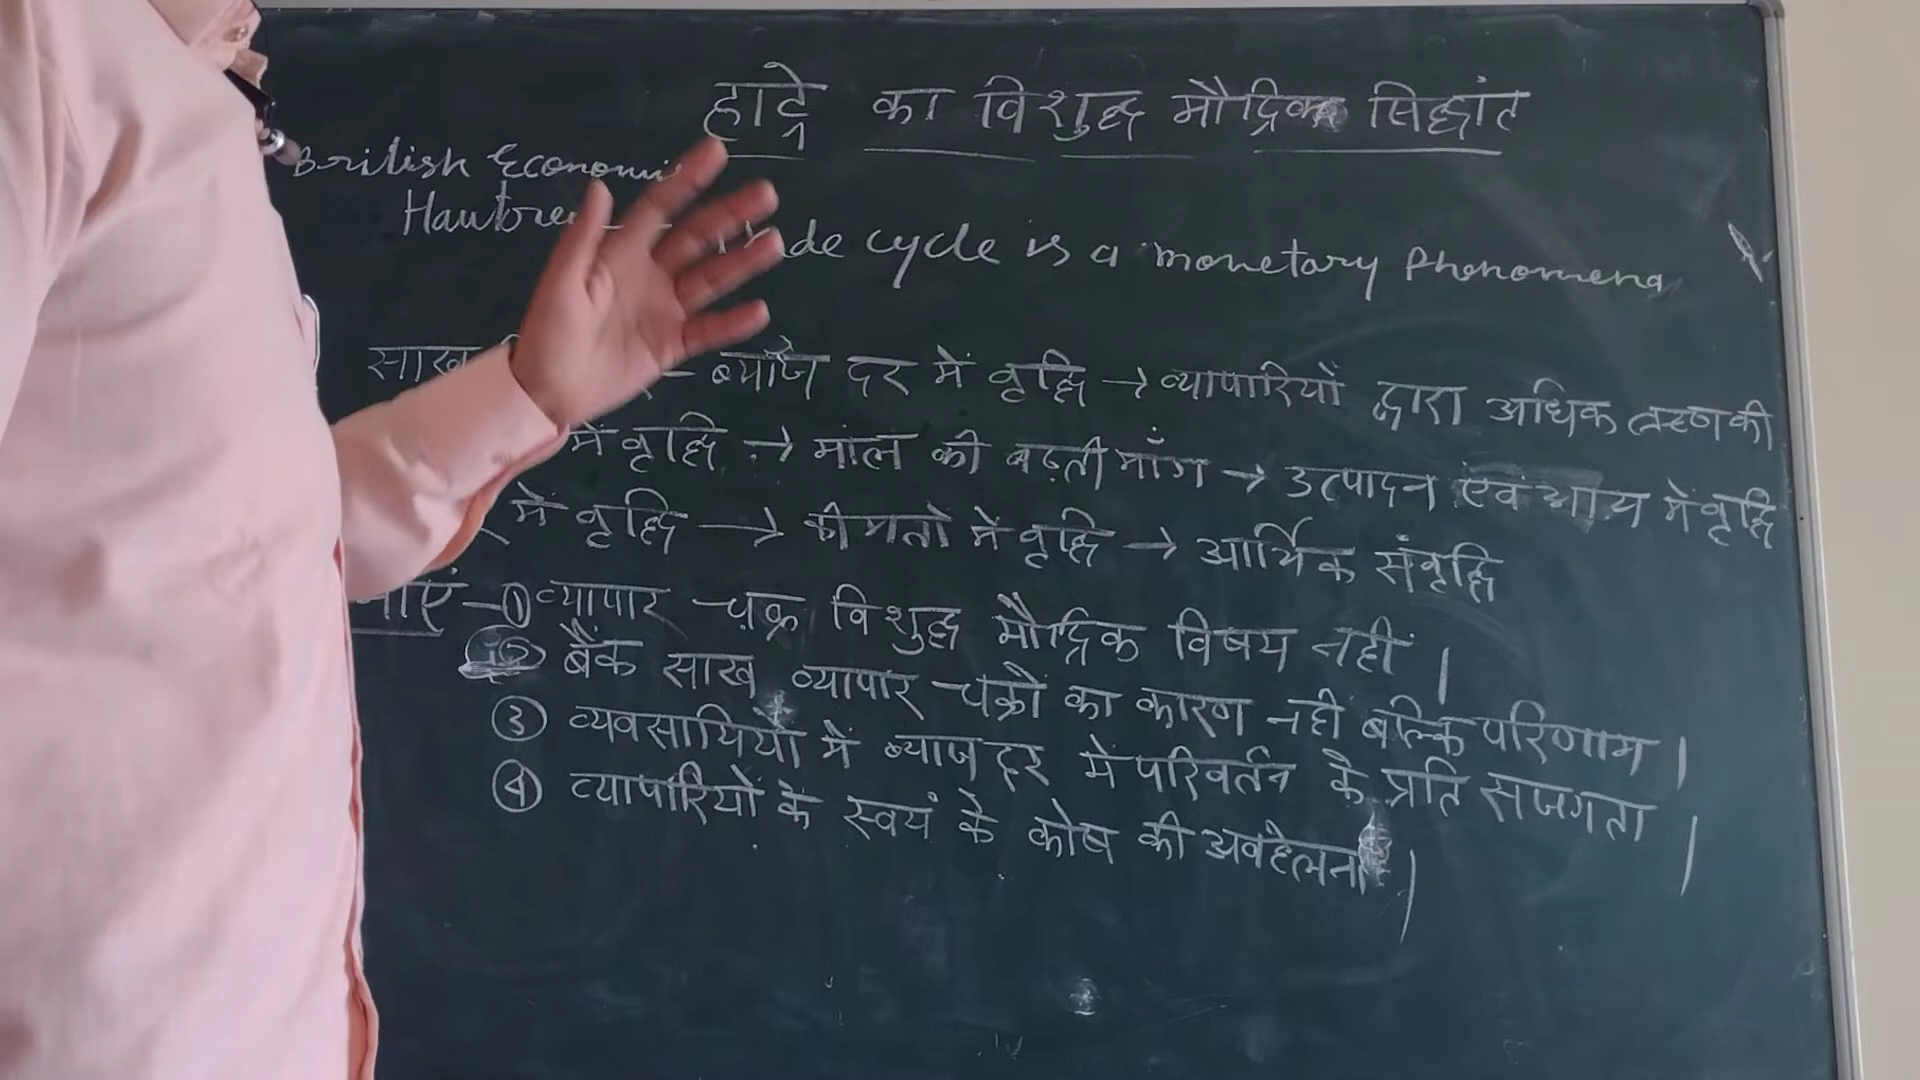 हाट्रे का विशुद्ध मौद्रिक सिद्धांत
British Economi
Hawtrey - cycle is a monetary Phenomena
साख - ब्याज दर में वृद्धि → व्यापारियों द्वारा अधिक ऋण की
में वृद्धि → माल की बढ़ती माँग → उत्पादन एवं आय में वृद्धि
में वृद्धि → कीमतों में वृद्धि → आर्थिक संवृद्धि
① व्यापार चक्र विशुद्ध मौद्रिक विषय नहीं ।
② बैंक साख व्यापार चक्रों का कारण नही बल्कि परिणाम ।
③ व्यवसायियों में ब्याज दर में परिवर्तन के प्रति सजगता ।
④ व्यापारियों के स्वयं के कोष की अवहेलना ।